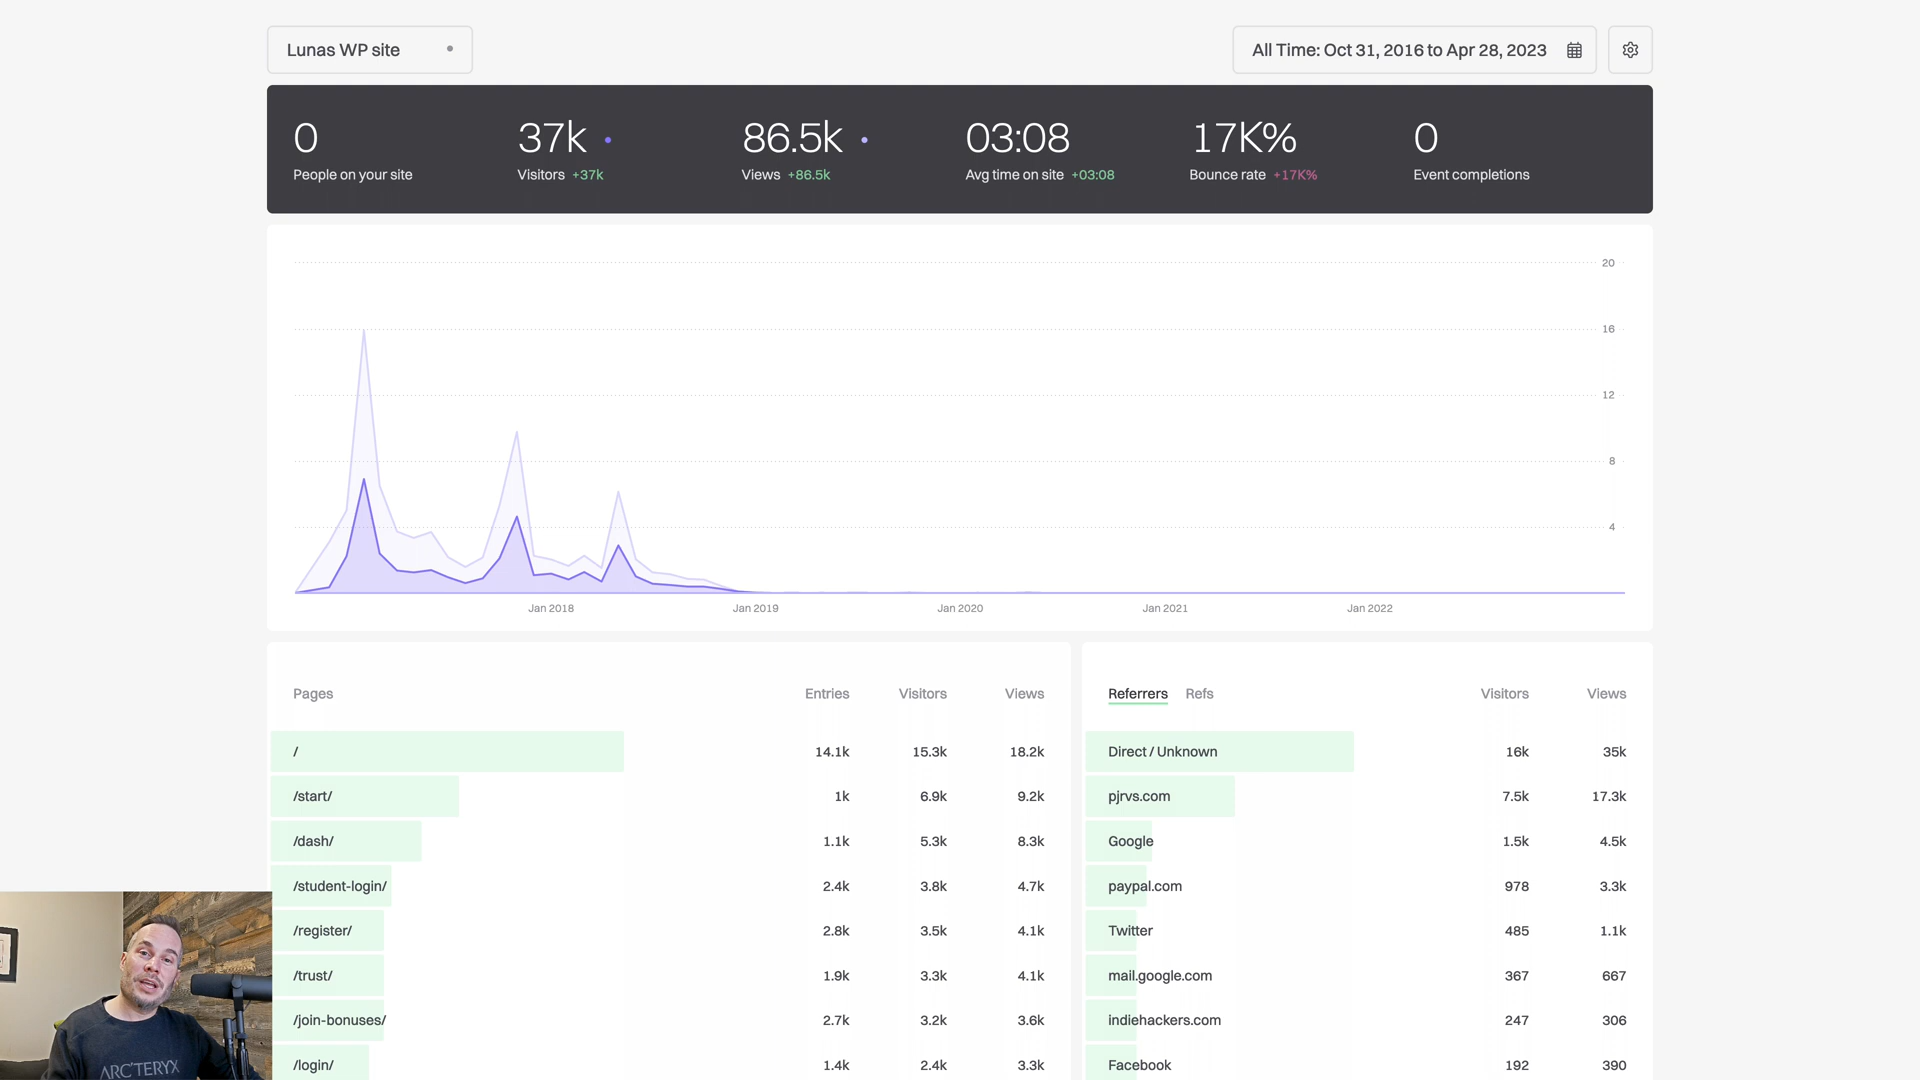 Lunas WP site
All Time: Oct 31, 2016 to Apr 28, 2023
0
37k
86.5k
03:08
17K%
0
People on your site
Visitors +37k
Views +86.5k
Avg time on site +03:08
Bounce rate +17K%
Event completions
20
16
12
8
4
Jan 2018
Jan 2019
Jan 2020
Jan 2021
Jan 2022
Pages Entries Visitors Views
/ 14.1k 15.3k 18.2k
/start/ 1k 6.9k 9.2k
/dash/ 1.1k 5.3k 8.3k
/student-login/ 2.4k 3.8k 4.7k
/register/ 2.8k 3.5k 4.1k
/trust/ 1.9k 3.3k 4.1k
/join-bonuses/ 2.7k 3.2k 3.6k
/login/ 1.4k 2.4k 3.3k
Referrers Refs Visitors Views
Direct / Unknown 16k 35k
pjrvs.com 7.5k 17.3k
Google 1.5k 4.5k
paypal.com 978 3.3k
Twitter 485 1.1k
mail.google.com 367 667
indiehackers.com 247 306
Facebook 192 390
ARC'TERYX